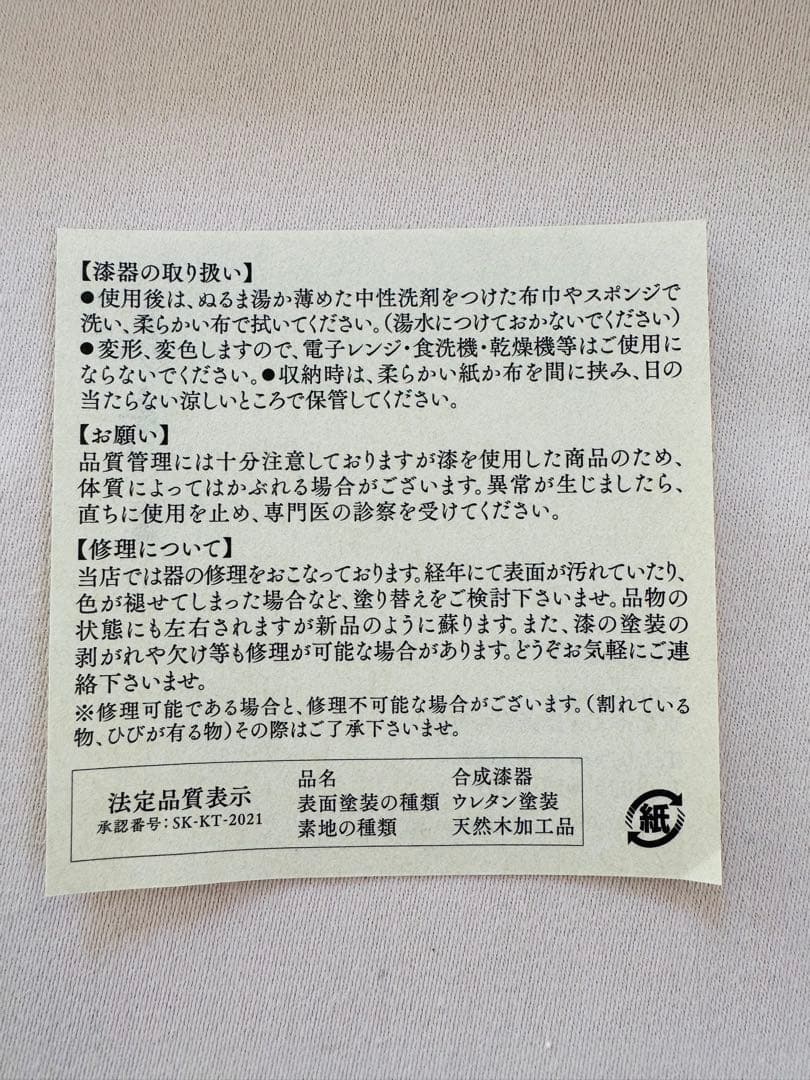 【漆器の取り扱い】
●使用後は、ぬるま湯か薄めた中性洗剤をつけた布巾やスポンジで
洗い、柔らかい布で拭いてください。(湯水につけておかないでください)
●変形、変色しますので、電子レンジ・食洗機・乾燥機等はご使用に
ならないでください。●収納時は、柔らかい紙か布を間に挟み、日の
当たらない涼しいところで保管してください。
【お願い】
品質管理には十分注意しておりますが漆を使用した商品のため、
体質によってはかぶれる場合がございます。異常が生じましたら、
直ちに使用を止め、専門医の診察を受けてください。
【修理について】
当店では器の修理をおこなっております。経年にて表面が汚れていたり、
色が褪せてしまった場合など、塗り替えをご検討下さいませ。品物の
状態にも左右されますが新品のように蘇ります。また、漆の塗装の
剥がれや欠け等も修理が可能な場合があります。どうぞお気軽にご連
絡下さいませ。
※修理可能である場合と、修理不可能な場合がございます。(割れている
物、ひびが有る物)その際はご了承下さいませ。
法定品質表示
承認番号:SK-KT-2021
品名 合成漆器
表面塗装の種類 ウレタン塗装
素地の種類 天然木加工品
紙